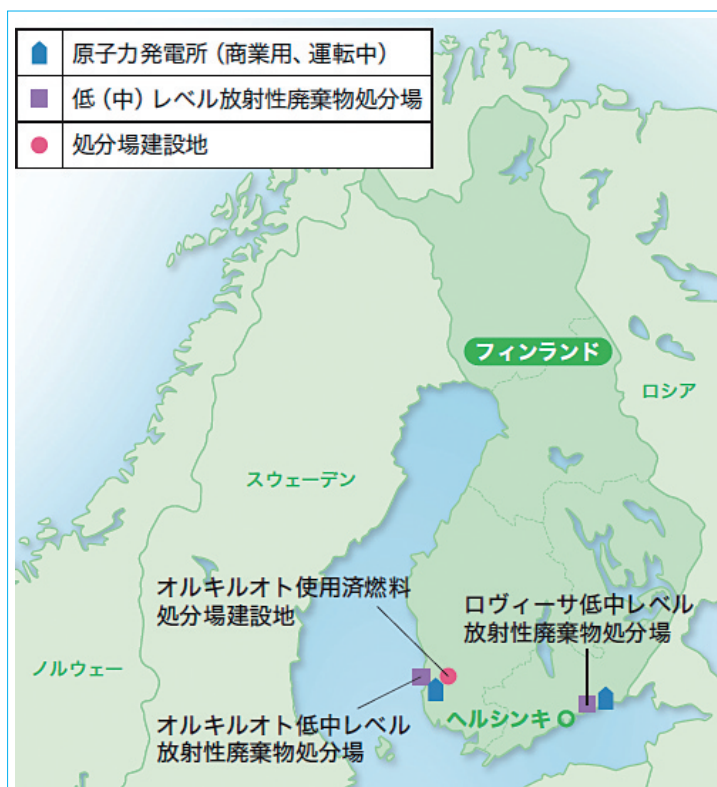 原子力発電所（商業用、運転中）
低（中）レベル放射性廃棄物処分場
処分場建設地
フィンランド
ロシア
スウェーデン
オルキルオト使用済燃料
処分場建設地
ロヴィーサ低中レベル
放射性廃棄物処分場
ノルウェー
ヘルシンキ
オルキルオト低中レベル
放射性廃棄物処分場